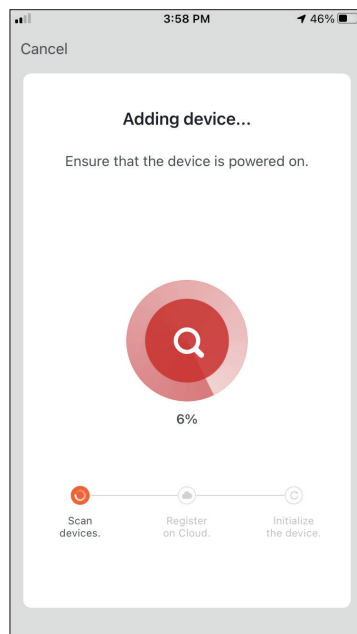 3:58 PM
46%
Cancel
Adding device...
Ensure that the device is powered on.
6%
Scan
devices.
Register
on Cloud.
Initialize
the device.